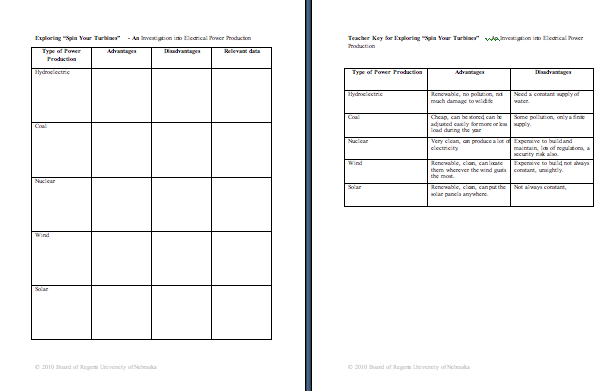 Exploring "Spin Your Turbines" - An Investigation into Electrical Power Production
Type of Power Production Advantages Disadvantages Relevant data
Hydroelectric
Coal
Nuclear
Wind
Solar
© 2010 Board of Regents University of Nebraska
Teacher Key for Exploring "Spin Your Turbines" - An Investigation into Electrical Power
Production
Type of Power Production Advantages Disadvantages
Hydroelectric Renewable, no pollution, not Need a constant supply of
much damage to wildlife water.
Coal Cheap, can be stored, can be Some pollution, only a finite
adjusted easily for more or less supply.
load during the year
Nuclear Very clean, can produce a lot of Expensive to build and
electricity maintain, lots of regulations, a
security risk also.
Wind Renewable, clean, can locate Expensive to build, not always
them wherever the wind gusts constant, unsightly.
the most.
Solar Renewable, clean, can put the Not always constant,
solar panels anywhere.
© 2010 Board of Regents University of Nebraska